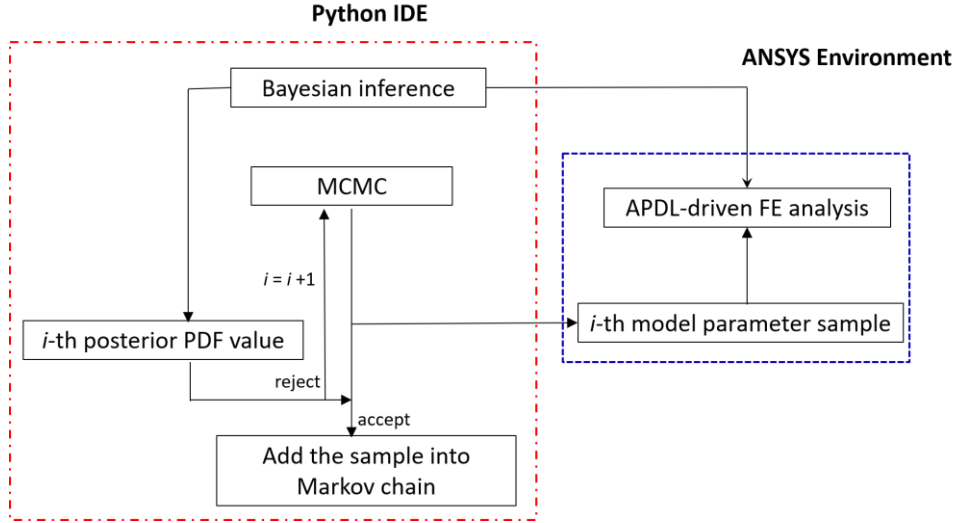 Python IDE
ANSYS Environment
Bayesian inference
MCMC
APDL-driven FE analysis
i = i +1
i-th posterior PDF value
i-th model parameter sample
reject
accept
Add the sample into
Markov chain